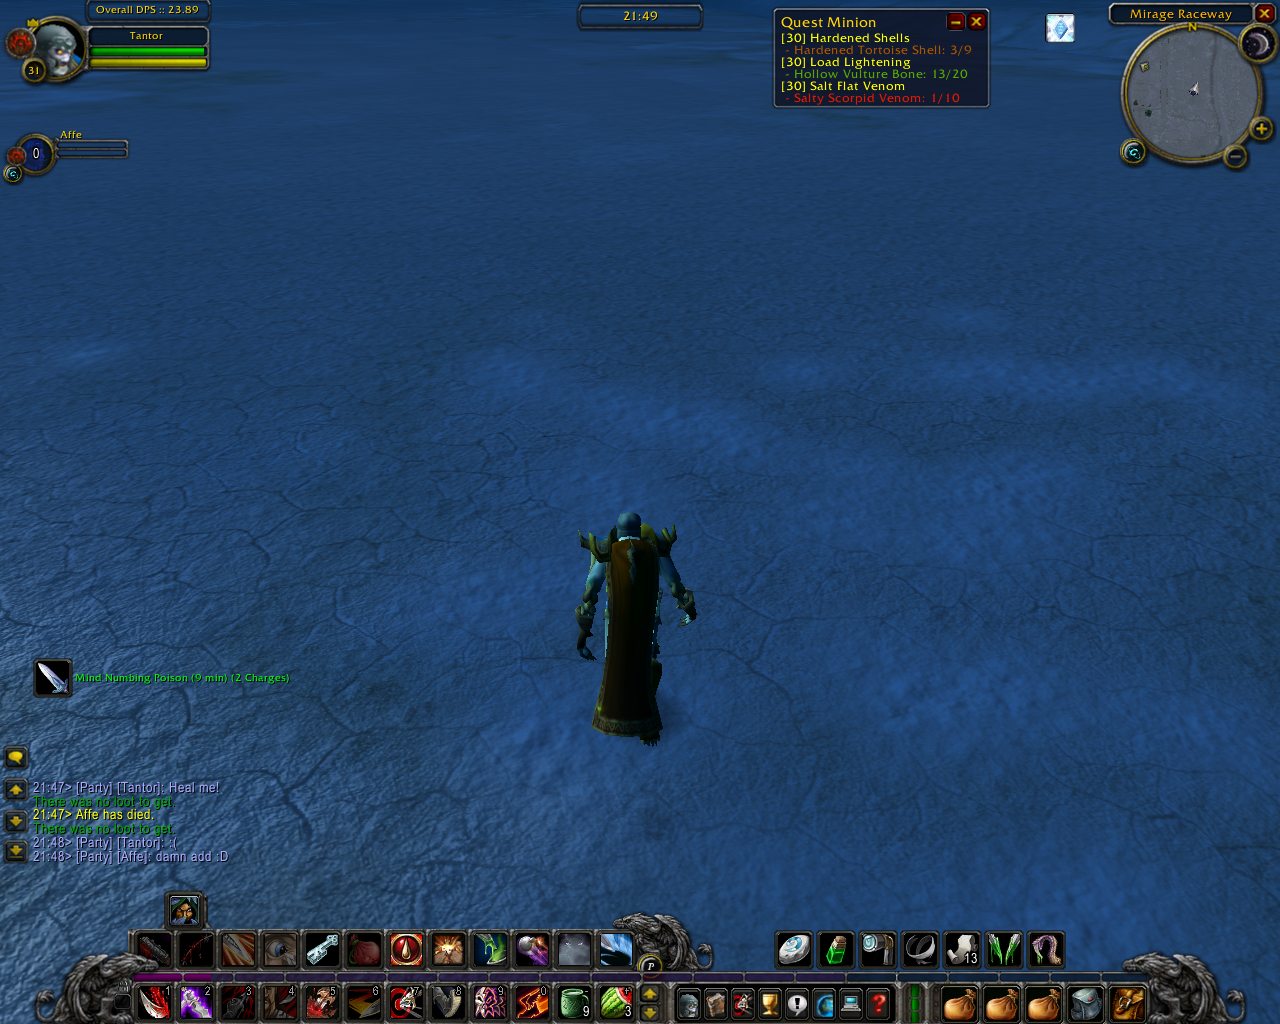 Overall DPS :: 23.89
Tantor
31
Affe
0
21:49
Quest Minion
[30] Hardened Shells
- Hardened Tortoise Shell: 3/9
[30] Load Lightening
- Hollow Vulture Bone: 13/20
[30] Salt Flat Venom
- Salty Scorpid Venom: 1/10
Mirage Raceway
N
Mind Numbing Poison (9 min) (2 Charges)
21:47> [Party] [Tantor]: Heal me!
There was no loot to get.
21:47> Affe has died.
There was no loot to get.
21:48> [Party] [Tantor]: :(
21:48> [Party] [Affe]: damn add :D
P
13
1 2 3 4 5 6 7 8 9 0
9 3